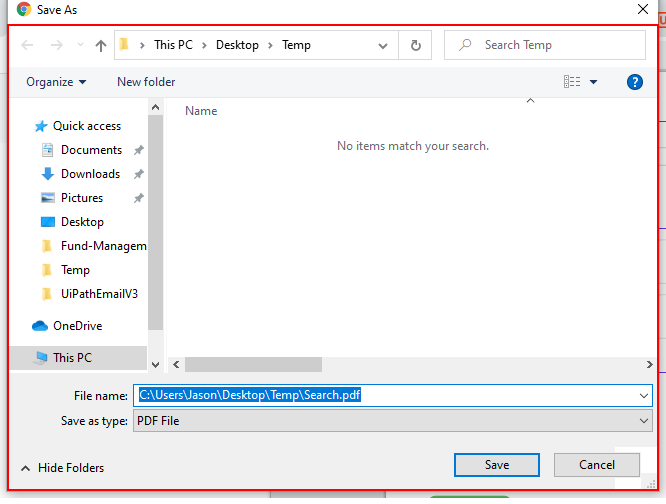 Save As
This PC > Desktop > Temp
Search Temp
Organize
New folder
?
Name
No items match your search.
Quick access
Documents
Downloads
Pictures
Desktop
Fund-Managem
Temp
UiPathEmailV3
OneDrive
This PC
File name: C:\Users\Jason\Desktop\Temp\Search.pdf
Save as type: PDF File
Hide Folders
Save
Cancel